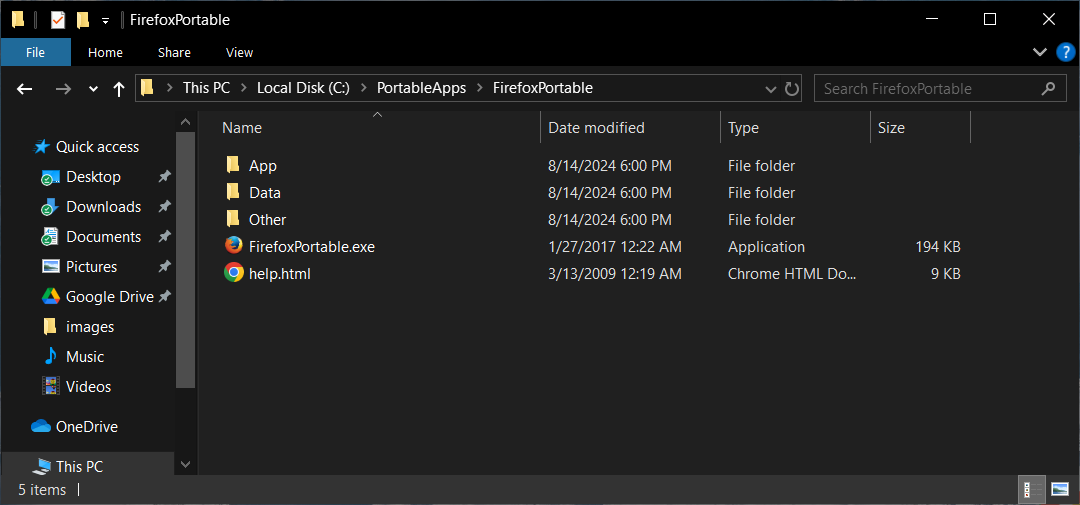 FirefoxPortable
File Home Share View
This PC Local Disk (C:) PortableApps FirefoxPortable Search FirefoxPortable
Quick access
Desktop
Downloads
Documents
Pictures
Google Drive
images
Music
Videos
OneDrive
This PC
Name Date modified Type Size
App 8/14/2024 6:00 PM File folder
Data 8/14/2024 6:00 PM File folder
Other 8/14/2024 6:00 PM File folder
FirefoxPortable.exe 1/27/2017 12:22 AM Application 194 KB
help.html 3/13/2009 12:19 AM Chrome HTML Do... 9 KB
5 items